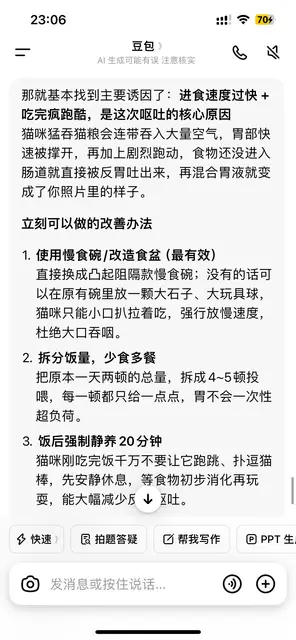 23:06
70
豆包
AI 生成可能有误 注意核实
那就基本找到主要诱因了：进食速度过快 +
吃完疯跑酷，是这次呕吐的核心原因
猫咪猛吞猫粮会连带吞入大量空气，胃部快
速被撑开，再加上剧烈跑动，食物还没进入
肠道就直接被反胃吐出来，再混合胃液就变
成了你照片里的样子。
立刻可以做的改善办法
1. 使用慢食碗/改造食盆（最有效）
直接换成凸起阻隔款慢食碗；没有的话可
以在原有碗里放一颗大石子、大玩具球，
猫咪只能小口扒拉着吃，强行放慢速度，
杜绝大口吞咽。
2. 拆分饭量，少食多餐
把原本一天两顿的总量，拆成 4~5 顿投
喂，每一顿都只给一点点，胃不会一次性
超负荷。
3. 饭后强制静养 20 分钟
猫咪刚吃完饭千万不要让它跑跳、扑逗猫
棒，先安静休息，等食物初步消化再玩
耍，能大幅减少反
呕吐。
快速
拍题答疑
帮我写作
PPT 生
发消息或按住说话...